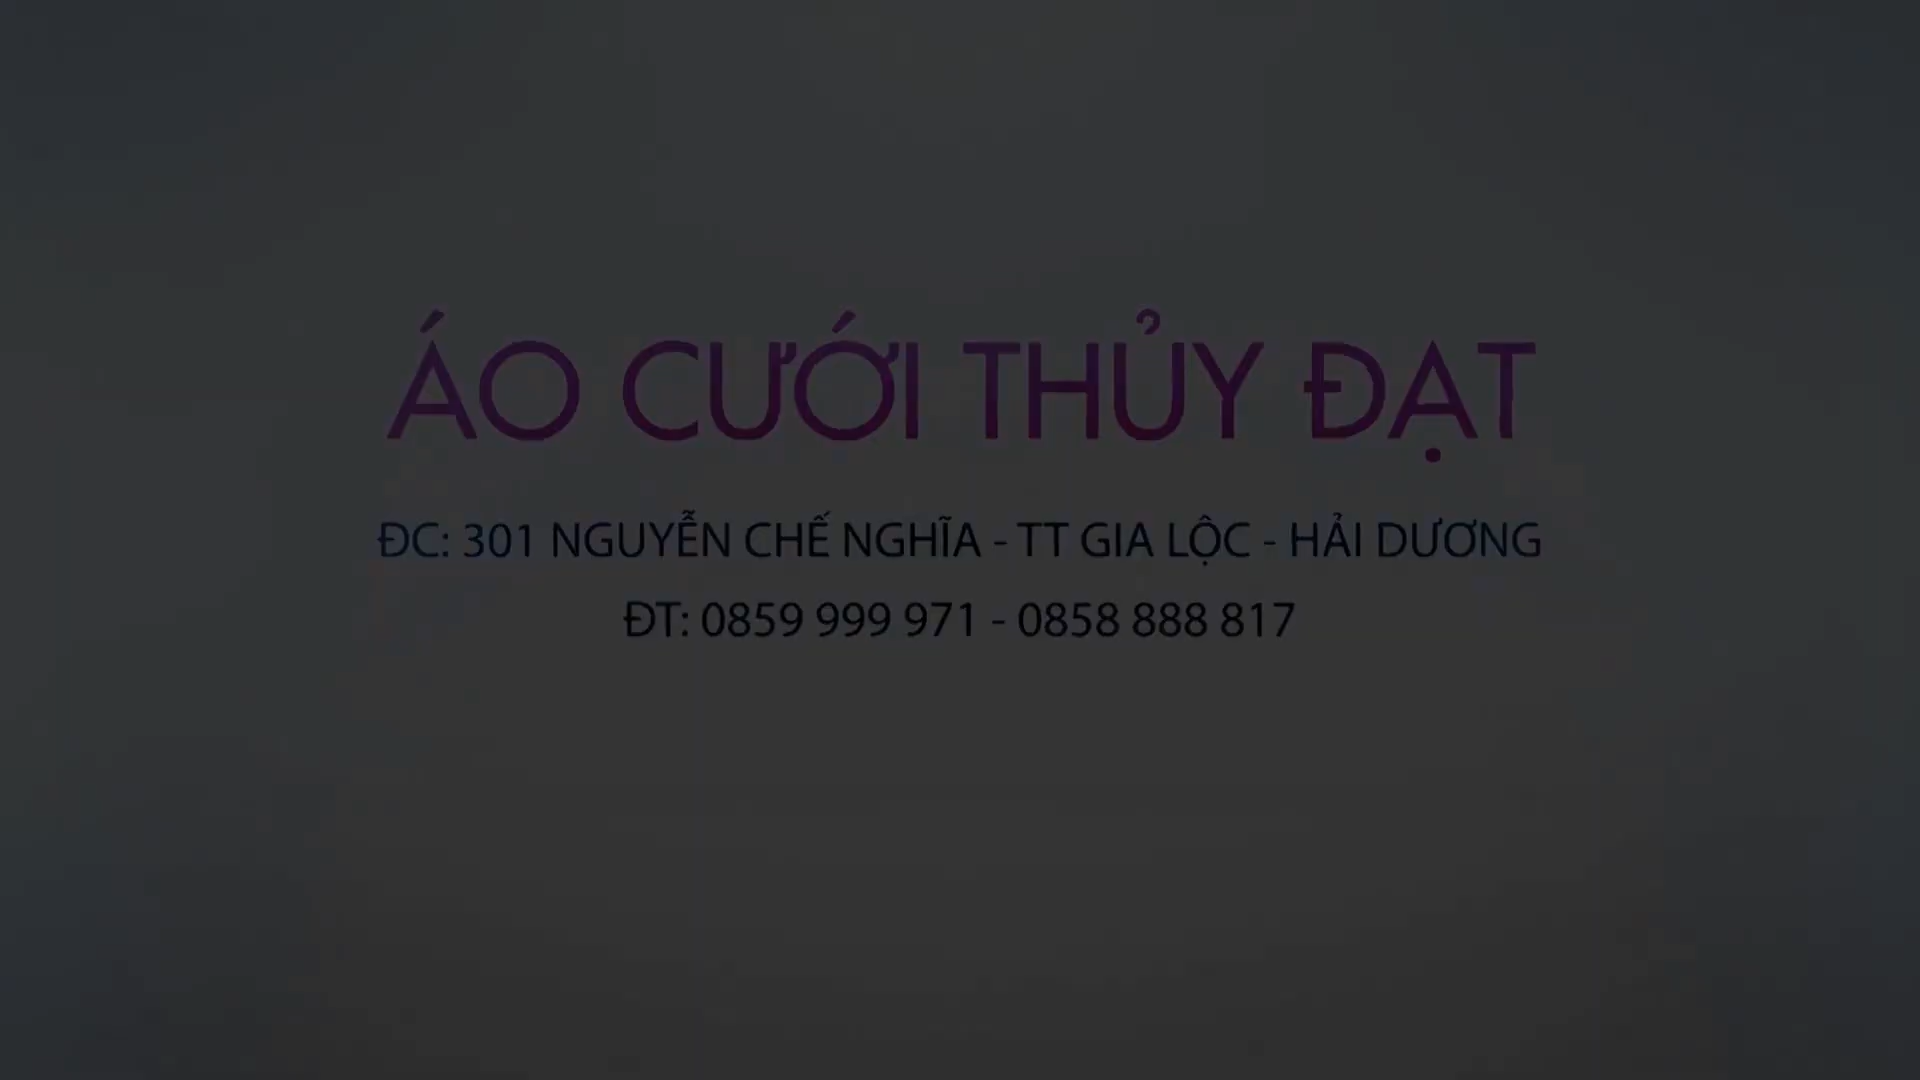 ÁO CƯỚI THỦY ĐẠT
ĐC: 301 NGUYỄN CHẾ NGHĨA - TT GIA LỘC - HẢI DƯƠNG
ĐT: 0859 999 971 - 0858 888 817